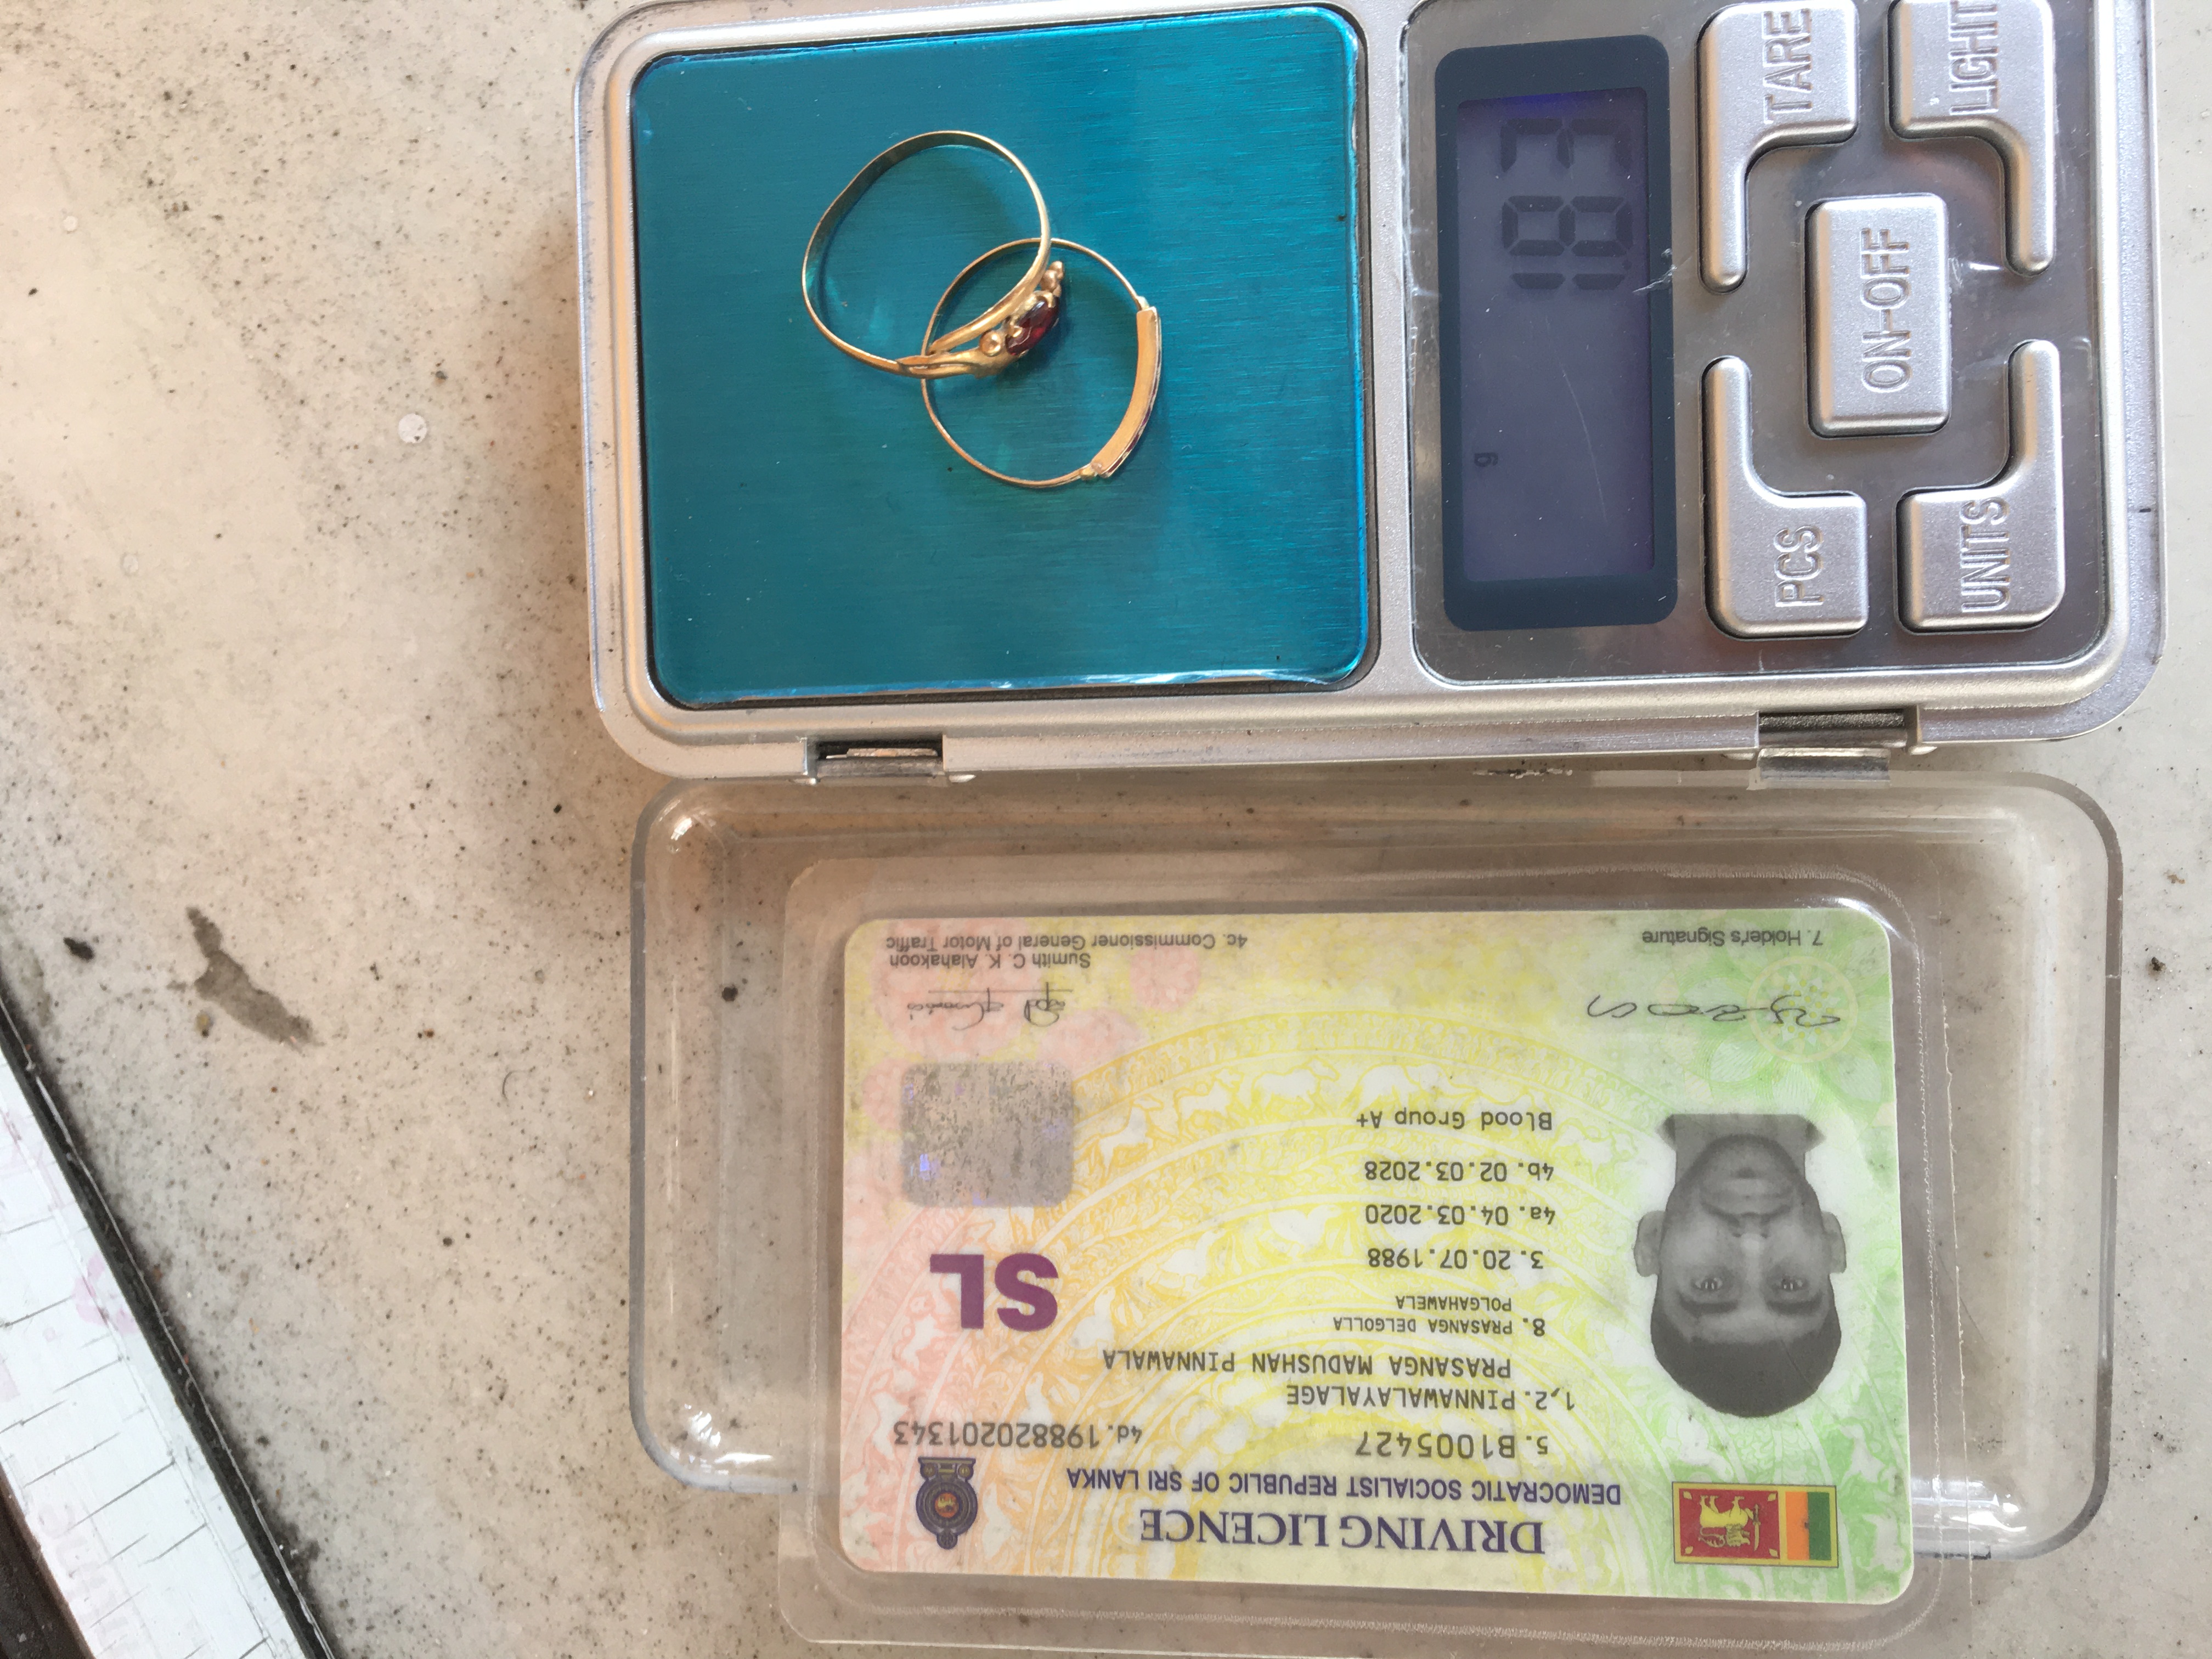 DRIVING LICENCE
DEMOCRATIC SOCIALIST REPUBLIC OF SRI LANKA
5. B1005427
4d. 198820201343
1,2. PINNAWALAYALAGE
PRASANGA MADUSHAN PINNAWALA
SL
8. PRASANGA DELGOLLA
POLGAHAWELA
3. 20.07.1988
4a. 04.03.2020
4b. 02.03.2028
Blood Group A+
Sumith C. K. Alahakoon
4c. Commissioner General of Motor Traffic
7. Holder's Signature
g
1.83
PCS
TARE
ON-OFF
UNITS
LIGHT